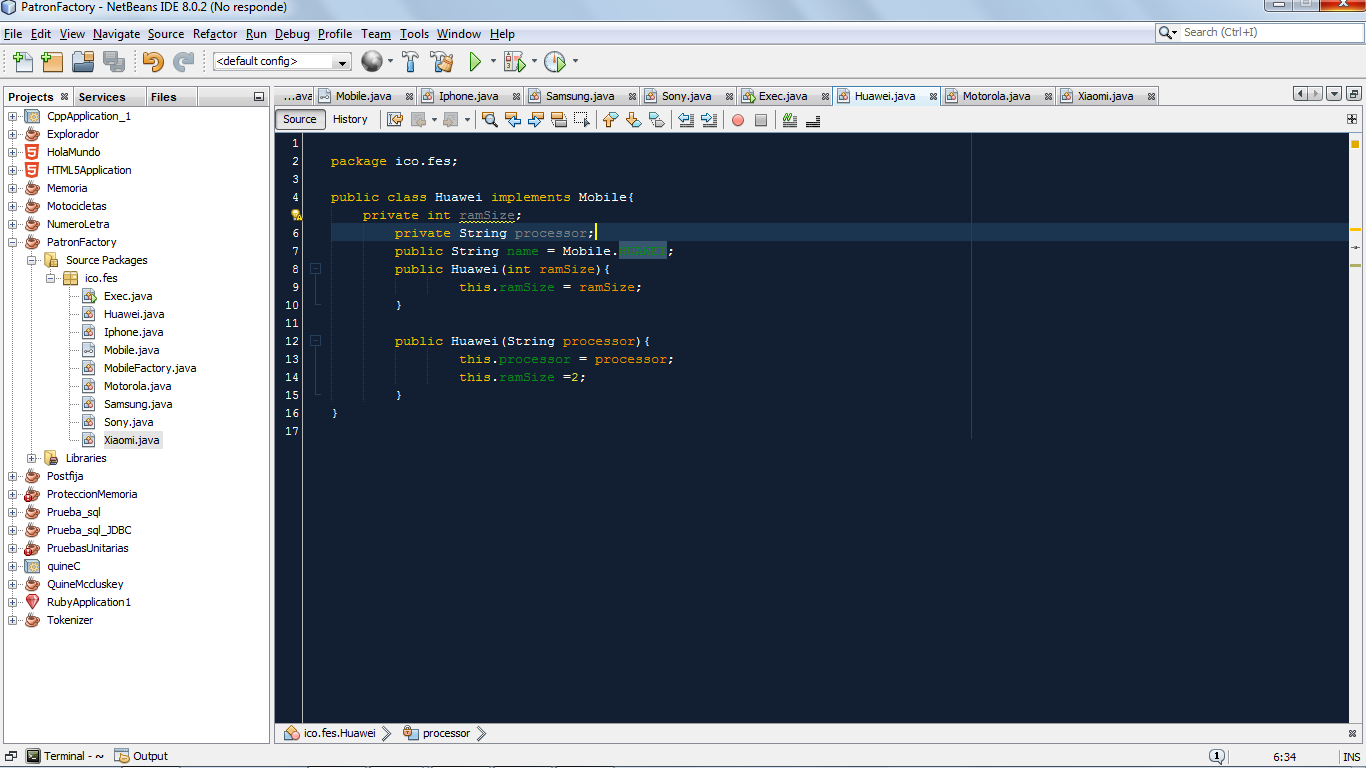 PatronFactory - NetBeans IDE 8.0.2 (No responde)
File Edit View Navigate Source Refactor Run Debug Profile Team Tools Window Help
Search (Ctrl+I)
<default config>
Projects Services Files
...ava Mobile.java Iphone.java Samsung.java Sony.java Exec.java Huawei.java Motorola.java Xiaomi.java
Source History
CppApplication_1
Explorador
HolaMundo
HTML5Application
Memoria
Motocicletas
NumeroLetra
PatronFactory
Source Packages
ico.fes
Exec.java
Huawei.java
Iphone.java
Mobile.java
MobileFactory.java
Motorola.java
Samsung.java
Sony.java
Xiaomi.java
Libraries
Postfija
ProteccionMemoria
Prueba_sql
Prueba_sql_JDBC
PruebasUnitarias
quineC
QuineMccluskey
RubyApplication1
Tokenizer
1
2 package ico.fes;
3
4 public class Huawei implements Mobile{
private int ramSize;
6 private String processor;
7 public String name = Mobile. ;
8 public Huawei(int ramSize){
9 this.ramSize = ramSize;
10 }
11
12 public Huawei(String processor){
13 this.processor = processor;
14 this.ramSize =2;
15 }
16 }
17
ico.fes.Huawei processor
Terminal - ~ Output
1 6:34 INS